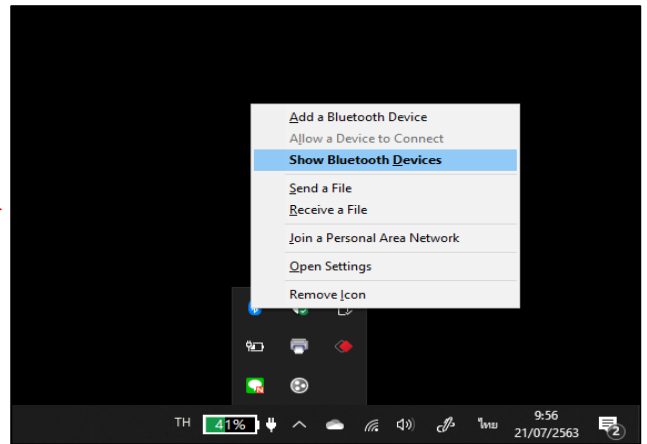 Add a Bluetooth Device
Allow a Device to Connect
Show Bluetooth Devices
Send a File
Receive a File
Join a Personal Area Network
Open Settings
Remove Icon
TH 41% ไทย 9:56
21/07/2563 2